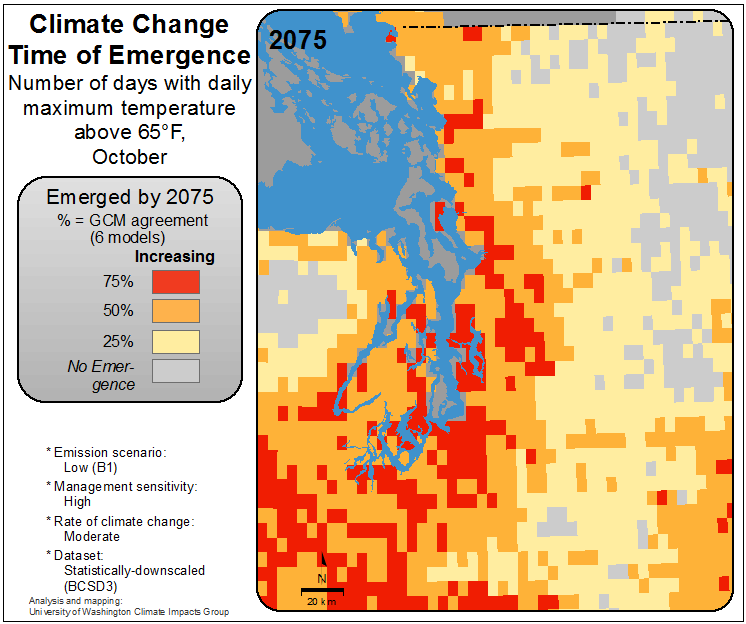 Climate Change
Time of Emergence
Number of days with daily
maximum temperature
above 65°F,
October
Emerged by 2075
% = GCM agreement
(6 models)
Increasing
75%
50%
25%
No Emer-
gence
* Emission scenario:
Low (B1)
* Management sensitivity:
High
* Rate of climate change:
Moderate
* Dataset:
Statistically-downscaled
(BCSD3)
Analysis and mapping:
University of Washington Climate Impacts Group
2075
N
20 km